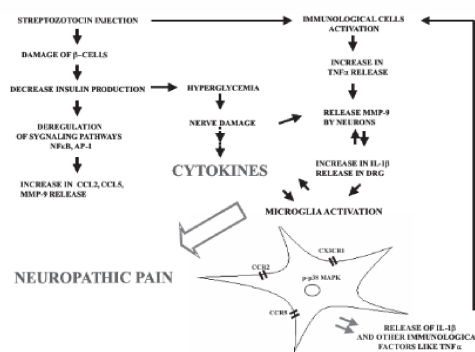 STREPTOZOTOCIN INJECTION
DAMAGE OF β-CELLS
DECREASE INSULIN PRODUCTION
DEREGULATION
OF SYGNALING PATHWAYS
NFκB, AP-1
INCREASE IN CCL2, CCL5,
MMP-9 RELEASE
HYPERGLYCEMIA
NERVE DAMAGE
CYTOKINES
IMMUNOLOGICAL CELLS
ACTIVATION
INCREASE IN
TNFα RELEASE
RELEASE MMP-9
BY NEURONS
INCREASE IN IL-1β
RELEASE IN DRG
MICROGLIA ACTIVATION
NEUROPATHIC PAIN
CX3CR1
CCR2
p-p38 MAPK
CCR5
RELEASE OF IL-1β
AND OTHER IMMUNOLOGICA
FACTORS LIKE TNFα